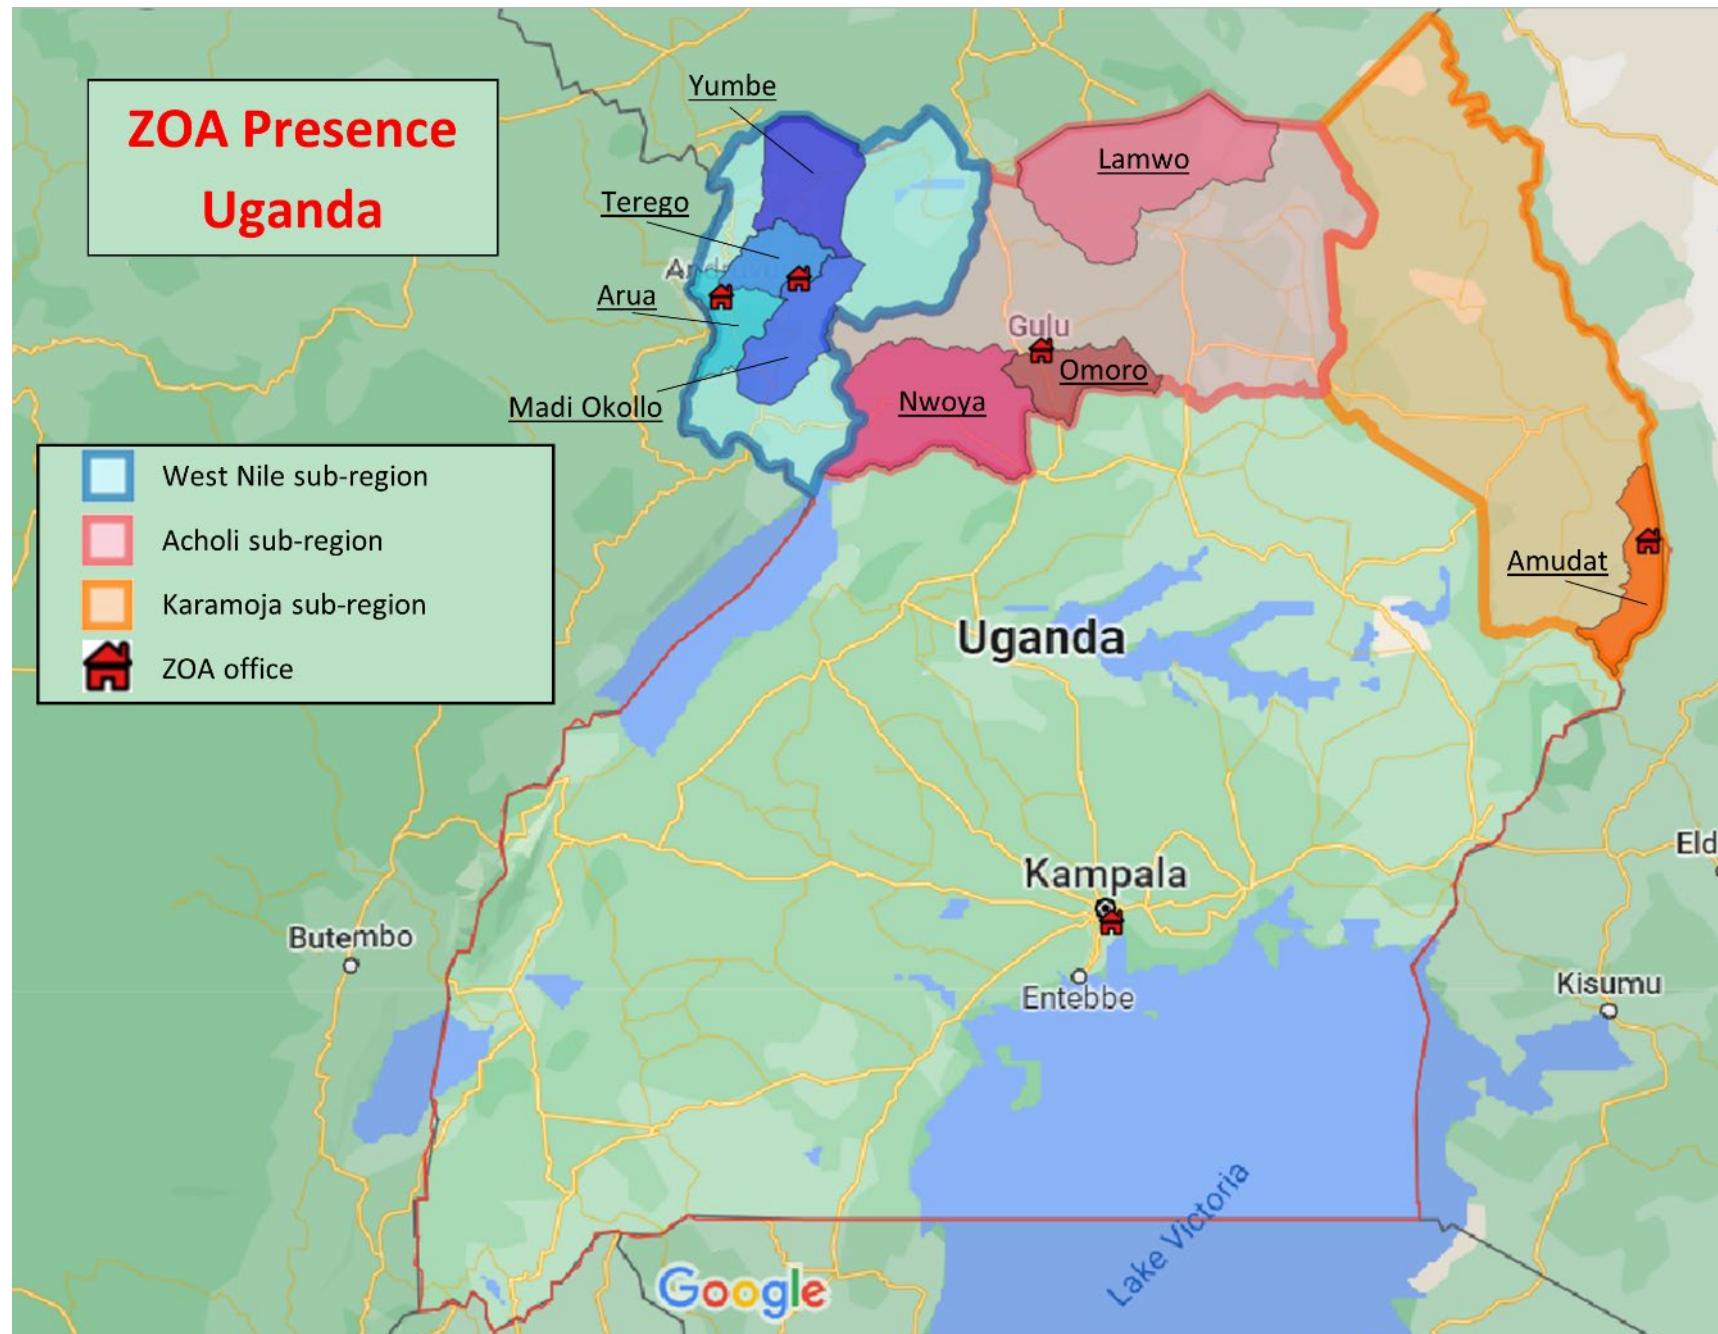 ZOA Presence
Uganda
Yumbe
Terego
Arua
Madi Okollo
Lamwo
Gulu
Omoro
Nwoya
Amudat
West Nile sub-region
Acholi sub-region
Karamoja sub-region
ZOA office
Uganda
Kampala
Entebbe
Butembo
Kisumu
Eld
Lake Victoria
Google